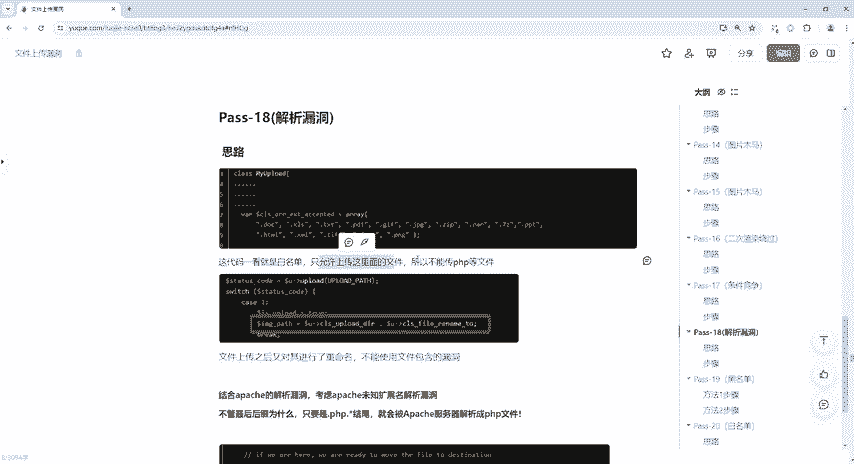 文件上传漏洞
文件上传漏洞
分享
编辑
大纲
Pass-18(解析漏洞)
思路
class MyUpload{
......
......
......
var $cls_arr_ext_accepted = array(
".doc", ".xls", ".txt", ".pdf", ".gif", ".jpg", ".zip", ".rar", ".7z",".ppt",
".html", ".xml", ".png" );
这代码一看就是白名单，只允许上传这里面的文件，所以不能传php等文件
$status_code = $u->upload(UPLOAD_PATH);
switch ($status_code) {
case 1:
$is_upload = true;
$img_path = $u->cls_upload_dir . $u->cls_file_rename_to;
break;
文件上传之后又对其进行了重命名，不能使用文件包含的漏洞
结合apache的解析漏洞，考虑apache未知扩展名解析漏洞
不管最后后缀为什么，只要是.php.*结尾，就会被Apache服务器解析成php文件！
// if we are here, we are ready to move the file to destination
思路
步骤
Pass-14（图片木马）
思路
步骤
Pass-15（图片木马）
思路
步骤
Pass-16（二次渲染绕过）
思路
步骤
Pass-17（条件竞争）
思路
步骤
Pass-18(解析漏洞)
思路
步骤
Pass-19（黑名单）
方法1步骤
方法2步骤
Pass-20（白名单）
思路